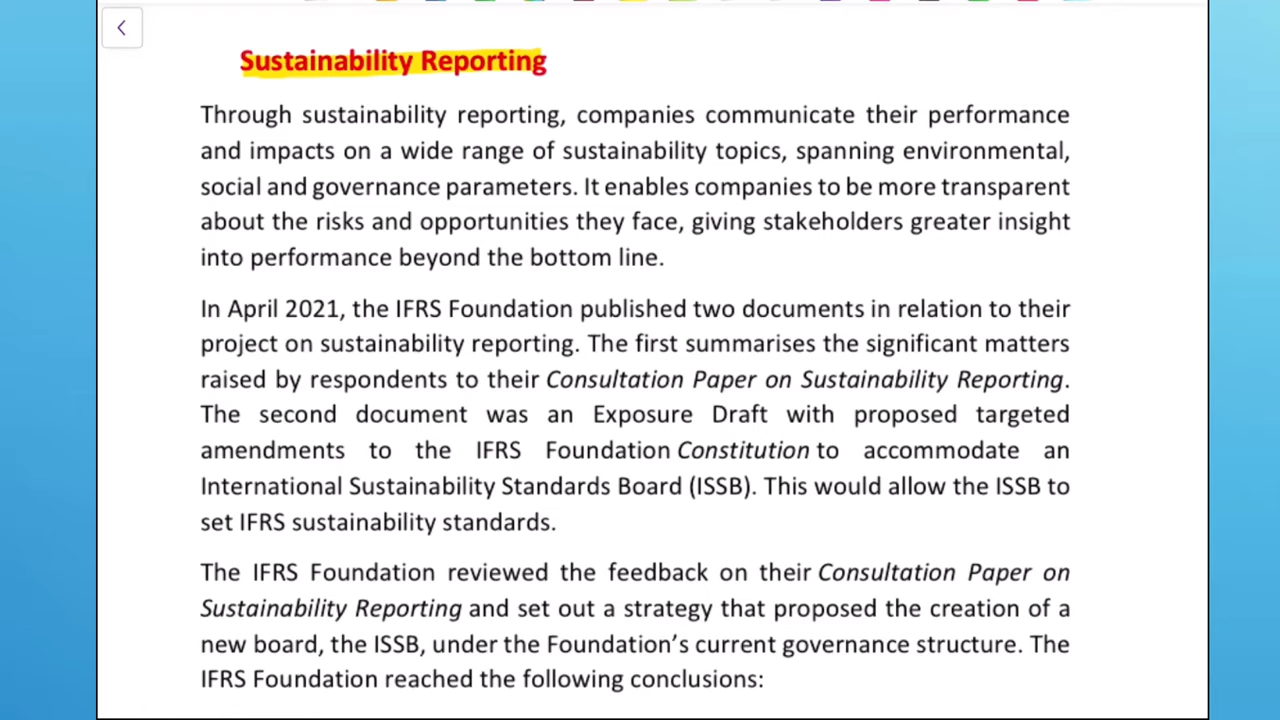 Sustainability Reporting
Through sustainability reporting, companies communicate their performance
and impacts on a wide range of sustainability topics, spanning environmental,
social and governance parameters. It enables companies to be more transparent
about the risks and opportunities they face, giving stakeholders greater insight
into performance beyond the bottom line.
In April 2021, the IFRS Foundation published two documents in relation to their
project on sustainability reporting. The first summarises the significant matters
raised by respondents to their Consultation Paper on Sustainability Reporting.
The second document was an Exposure Draft with proposed targeted
amendments to the IFRS Foundation Constitution to accommodate an
International Sustainability Standards Board (ISSB). This would allow the ISSB to
set IFRS sustainability standards.
The IFRS Foundation reviewed the feedback on their Consultation Paper on
Sustainability Reporting and set out a strategy that proposed the creation of a
new board, the ISSB, under the Foundation’s current governance structure. The
IFRS Foundation reached the following conclusions: